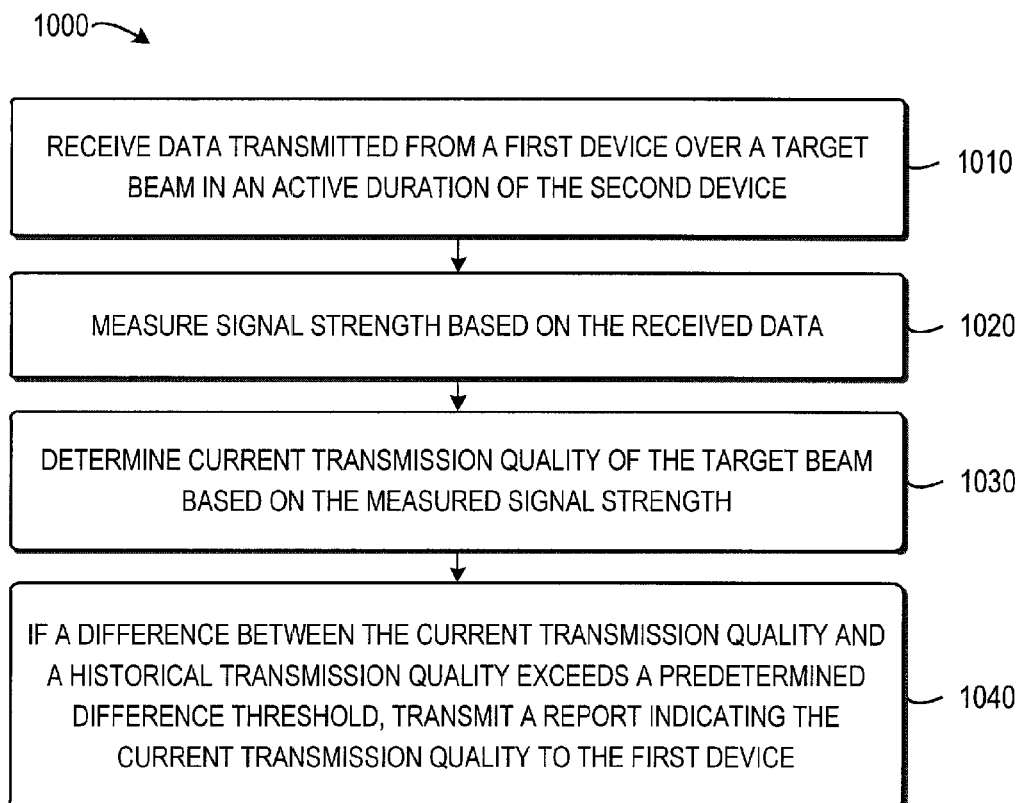 1000
RECEIVE DATA TRANSMITTED FROM A FIRST DEVICE OVER A TARGET
BEAM IN AN ACTIVE DURATION OF THE SECOND DEVICE
1010
MEASURE SIGNAL STRENGTH BASED ON THE RECEIVED DATA
1020
DETERMINE CURRENT TRANSMISSION QUALITY OF THE TARGET BEAM
BASED ON THE MEASURED SIGNAL STRENGTH
1030
IF A DIFFERENCE BETWEEN THE CURRENT TRANSMISSION QUALITY AND
A HISTORICAL TRANSMISSION QUALITY EXCEEDS A PREDETERMINED
DIFFERENCE THRESHOLD, TRANSMIT A REPORT INDICATING THE
CURRENT TRANSMISSION QUALITY TO THE FIRST DEVICE
1040